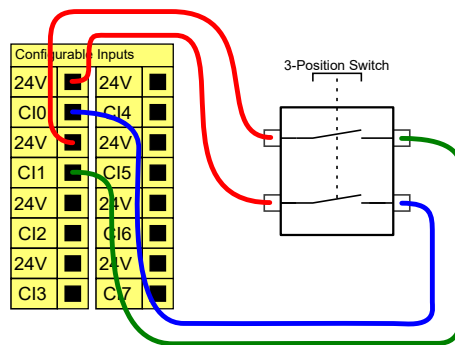 Configurable Inputs
3-Position Switch
24V 24V
CI0 CI4
24V 24V
CI1 CI5
24V 24V
CI2 CI6
24V 24V
CI3 CI7